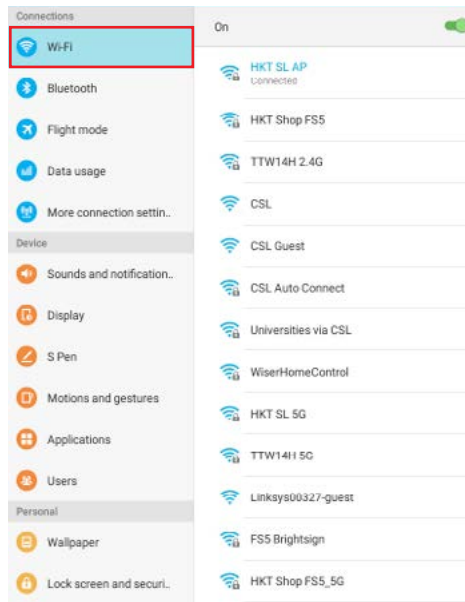 Connections
Wi-Fi
Bluetooth
Flight mode
Data usage
More connection settin..
Device
Sounds and notification..
Display
S Pen
Motions and gestures
Applications
Users
Personal
Wallpaper
Lock screen and securi..
On
HKT SL AP
Connected
HKT Shop FS5
TTW14H 2.4G
CSL
CSL Guest
CSL Auto Connect
Universities via CSL
WiserHomeControl
HKT SL 5G
TTW14H 5G
Linksys00327-guest
FS5 Brightsign
HKT Shop FS5_5G